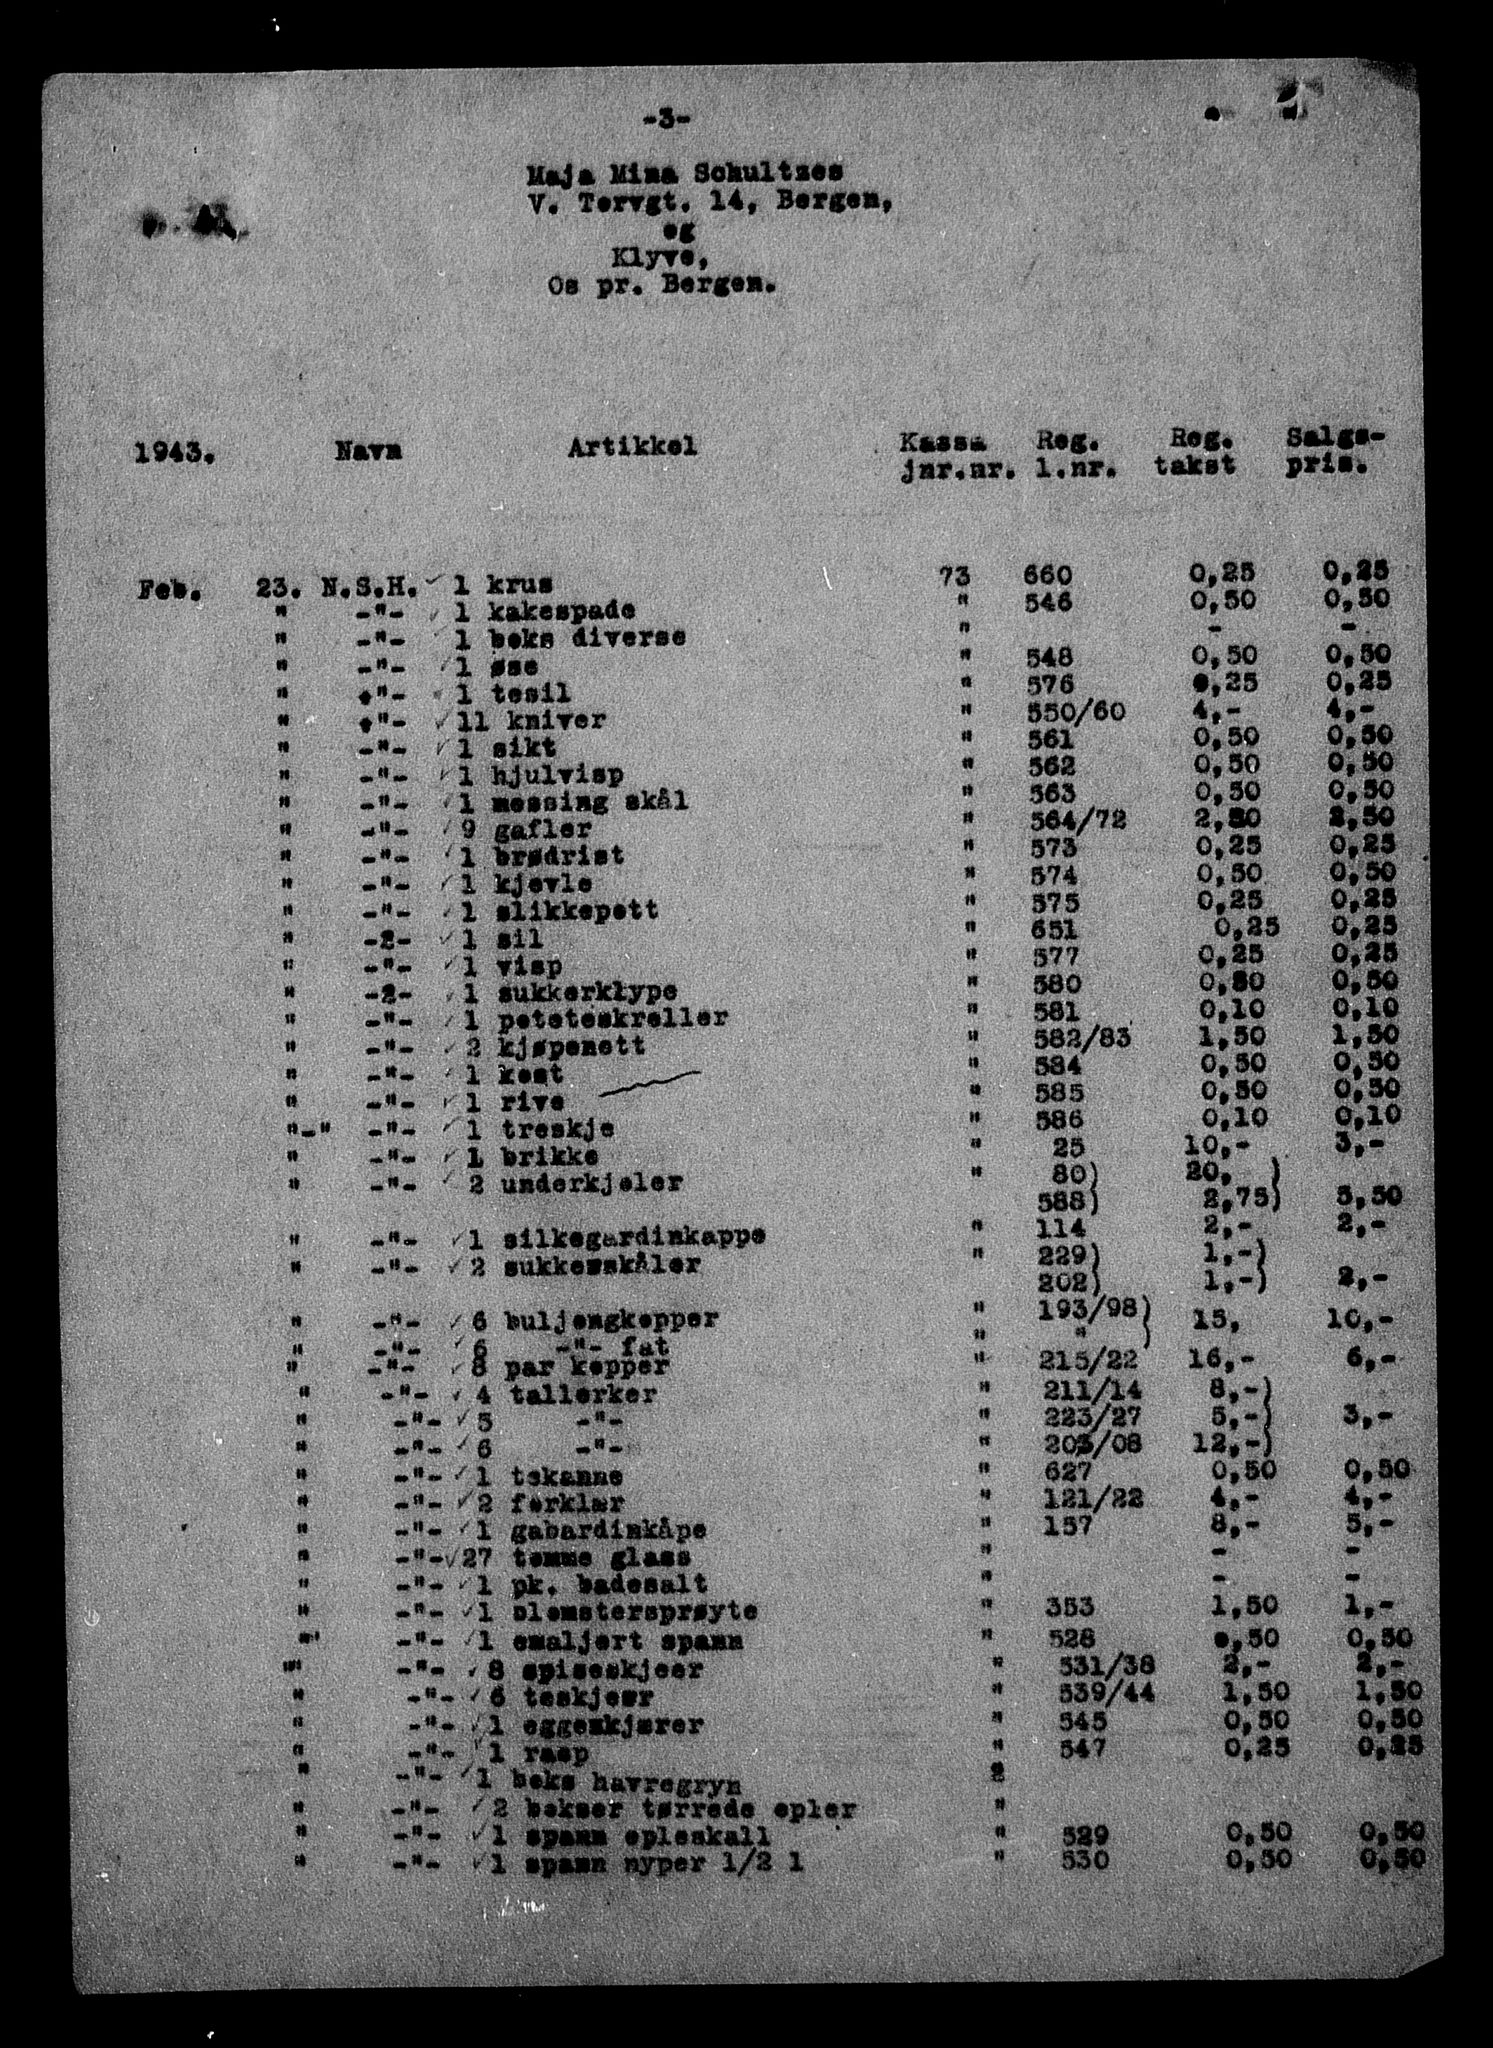 -3-
Maja Mina Schultzes
V. Torvgt. 14, Bergen,
og
Klyve,
Os pr. Bergen.
1943. Navn Artikkel Kassa Reg. Reg. Salgs-
jnr.nr. l.nr. takst pris.
Feb. 23. N.S.H. 1 krus 73 660 0,25 0,25
" -"- 1 kakespade " 546 0,50 0,50
" -"- 1 boks diverse " - -
" -"- 1 øse " 548 0,50 0,50
" -"- 1 tesil " 576 0,25 0,25
" -"- 11 kniver " 550/60 4,- 4,-
" -"- 1 sikt " 561 0,50 0,50
" -"- 1 hjulvisp " 562 0,50 0,50
" -"- 1 messing skål " 563 0,50 0,50
" -"- 9 gafler " 564/72 2,50 2,50
" -"- 1 brødrist " 573 0,25 0,25
" -"- 1 kjevle " 574 0,50 0,50
" -"- 1 slikkepott " 575 0,25 0,25
" -2- 1 sil " 651 0,25 0,25
" -"- 1 visp " 577 0,25 0,25
" -2- 1 sukkerklype " 580 0,50 0,50
" -"- 1 poteteskreller " 581 0,10 0,10
" -"- 2 kjøpenett " 582/83 1,50 1,50
" -"- 1 kost " 584 0,50 0,50
" -"- 1 rive " 585 0,50 0,50
"-" -"- 1 treskje " 586 0,10 0,10
" -"- 1 brikke " 25 10,- 3,-
" -"- 2 underkjoler " 80) 20, )
588) 2,75) 5,50
" -"- 1 silkegardinkappe " 114 2,- 2,-
" -"- 2 sukkerskåler " 229) 1,-)
202) 1,-) 2,-
" -"- 6 buljongkopper " 193/98) 15, 10,-
" -"- 6 -"- fat " " )
" -"- 8 par kopper " 215/22 16,- 6,-
" -"- 4 tallerker " 211/14 8,-)
" -"- 5 -"- " 223/27 5,-) 3,-
" -"- 6 -"- " 203/08 12,-)
" -"- 1 tekanne " 627 0,50 0,50
" -"- 2 forklær " 121/22 4,- 4,-
" -"- 1 gabardinkåpe " 157 8,- 5,-
" -"- 27 tomme glass " - -
" -"- 1 pk. badesalt " - -
" -"- 1 blomstersprøyte " 353 1,50 1,-
" -"- 1 emaljert spann " 528 0,50 0,50
" -"- 8 spiseskjeer " 531/38 2,- 2,-
" -"- 6 teskjeer " 539/44 1,50 1,50
" -"- 1 eggeskjærer " 545 0,50 0,50
" -"- 1 rasp " 547 0,25 0,25
" -"- 1 boks havregryn 2
" -"- 2 bokser tørrede epler "
" -"- 1 spann epleskall " 529 0,50 0,50
" -"- 1 spann nyper 1/2 l " 530 0,50 0,50